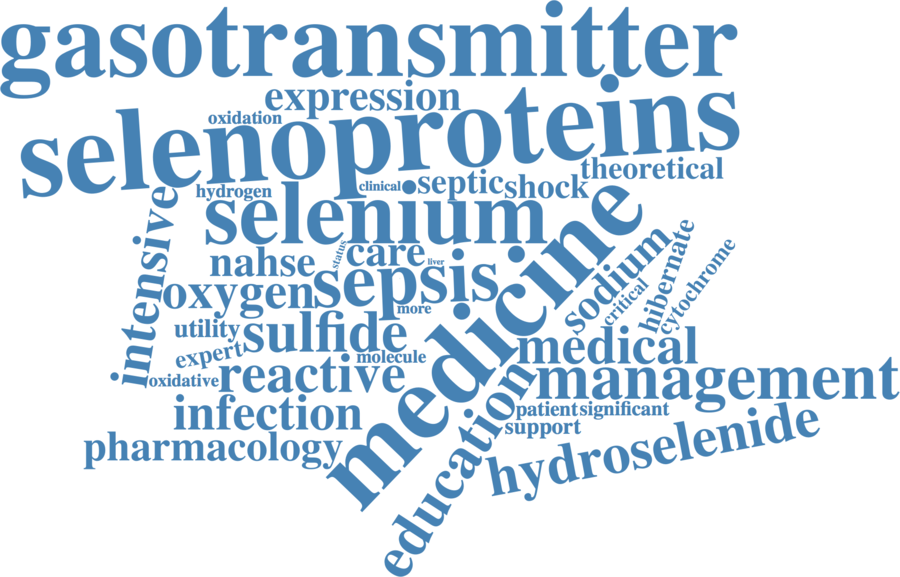 gasotransmitter
expression
oxidation
selenoproteins
theoretical
hydrogen
clinical
septic
shock
selenium
intensive
medicine
status
care
liver
nahse
sodium
hibernate
cytochrome
critical
oxygen
sepsis
more
utility
sulfide
expert
molecule
medical
oxidative
reactive
management
infection
education
patient
significant
support
pharmacology
hydroselenide